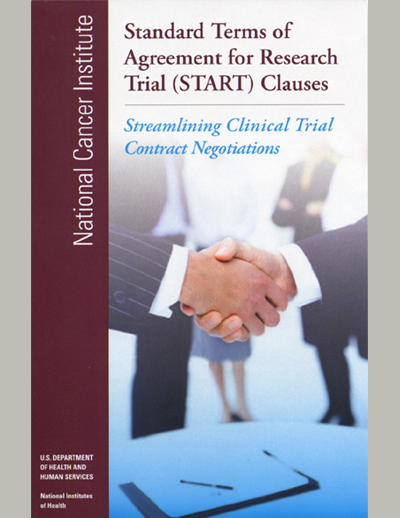 National Cancer Institute
Standard Terms of
Agreement for Research
Trial (START) Clauses
Streamlining Clinical Trial
Contract Negotiations
U.S. DEPARTMENT
OF HEALTH AND
HUMAN SERVICES
National Institutes
of Health